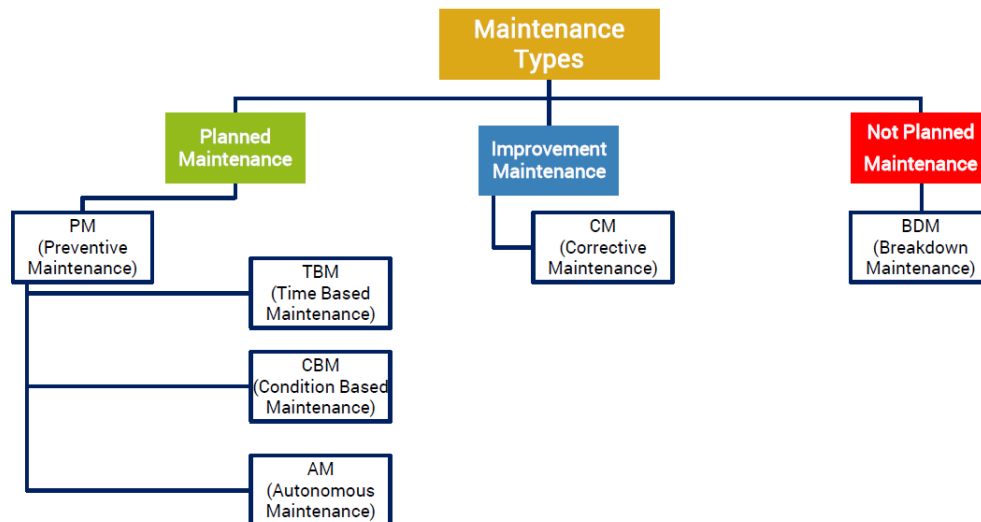 Maintenance
Types
Planned
Maintenance
Improvement
Maintenance
Not Planned
Maintenance
PM
(Preventive
Maintenance)
CM
(Corrective
Maintenance)
BDM
(Breakdown
Maintenance)
TBM
(Time Based
Maintenance)
CBM
(Condition Based
Maintenance)
AM
(Autonomous
Maintenance)